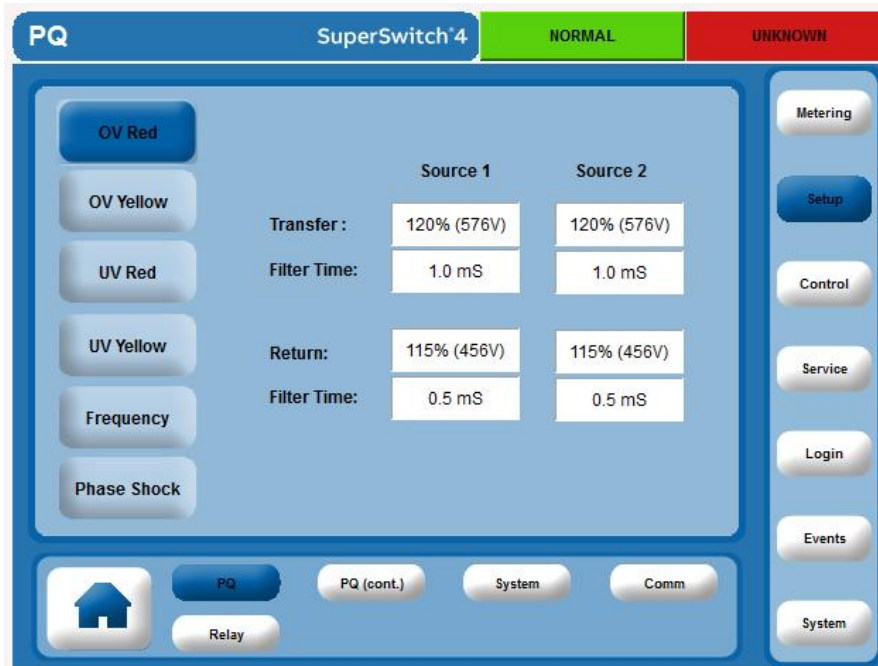 PQ
SuperSwitch®4
NORMAL
UNKNOWN
OV Red
OV Yellow
UV Red
UV Yellow
Frequency
Phase Shock
Source 1 Source 2
Transfer : 120% (576V) 120% (576V)
Filter Time: 1.0 mS 1.0 mS
Return: 115% (456V) 115% (456V)
Filter Time: 0.5 mS 0.5 mS
Metering
Setup
Control
Service
Login
Events
System
PQ PQ (cont.) System Comm
Relay